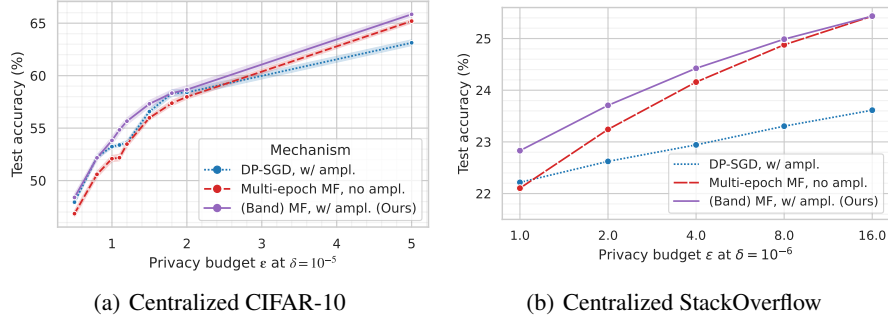 Test accuracy (%)
65
60
55
50
Mechanism
DP-SGD, w/ ampl.
Multi-epoch MF, no ampl.
(Band) MF, w/ ampl. (Ours)
1
2
3
4
5
Privacy budget ε at δ=10⁻⁵
(a) Centralized CIFAR-10
Test accuracy (%)
25
24
23
22
DP-SGD, w/ ampl.
Multi-epoch MF, no ampl.
(Band) MF, w/ ampl. (Ours)
1.0
2.0
4.0
8.0
16.0
Privacy budget ε at δ = 10⁻⁶
(b) Centralized StackOverflow